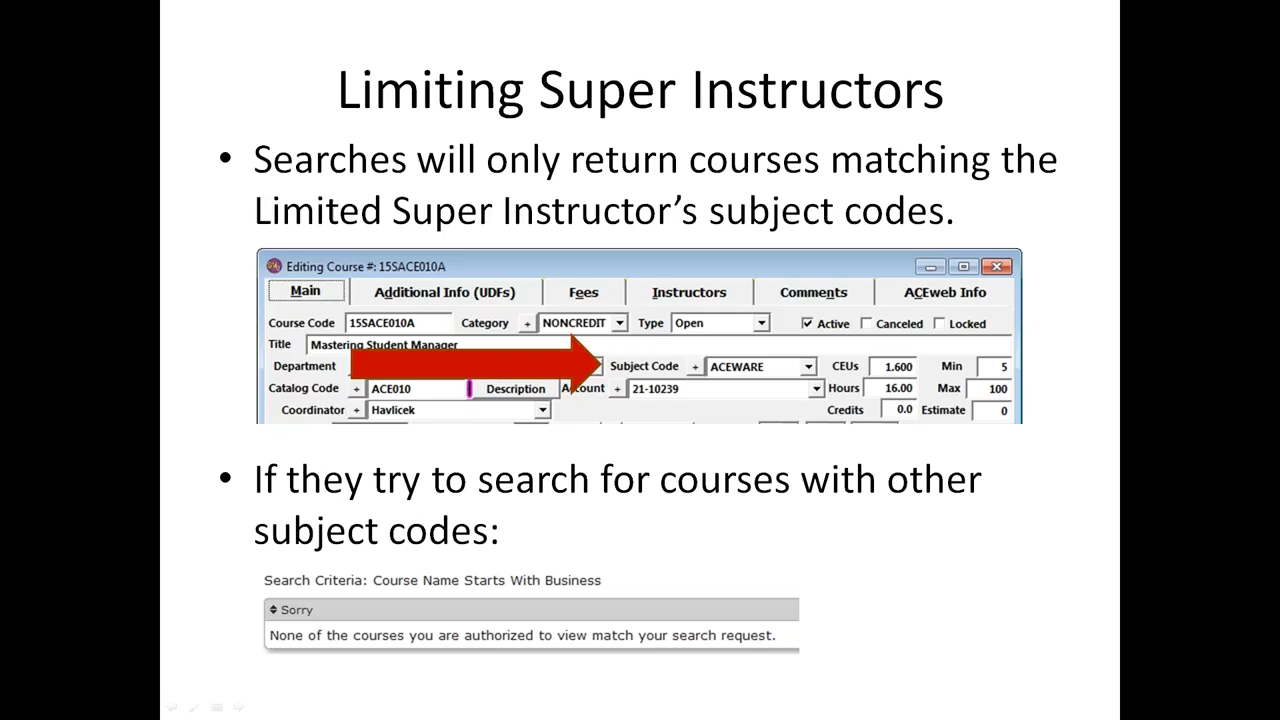 Limiting Super Instructors
• Searches will only return courses matching the
Limited Super Instructor's subject codes.
Editing Course #: 15SACE010A
Main Additional Info (UDFs) Fees Instructors Comments ACEweb Info
Course Code 15SACE010A Category + NONCREDIT Type Open Active Canceled Locked
Title Mastering Student Manager
Department Subject Code + ACEWARE CEUs 1.600 Min 5
Catalog Code + ACE010 Description Account + 21-10239 Hours 16.00 Max 100
Coordinator + Havlicek Credits 0.0 Estimate 0
• If they try to search for courses with other
subject codes:
Search Criteria: Course Name Starts With Business
Sorry
None of the courses you are authorized to view match your search request.